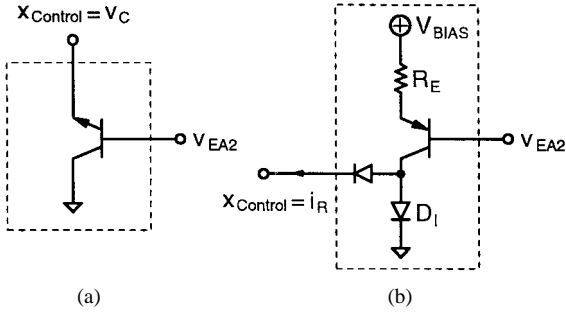 x_Control = v_C
V_EA2
(a)
V_BIAS
R_E
V_EA2
x_Control = i_R
D_I
(b)